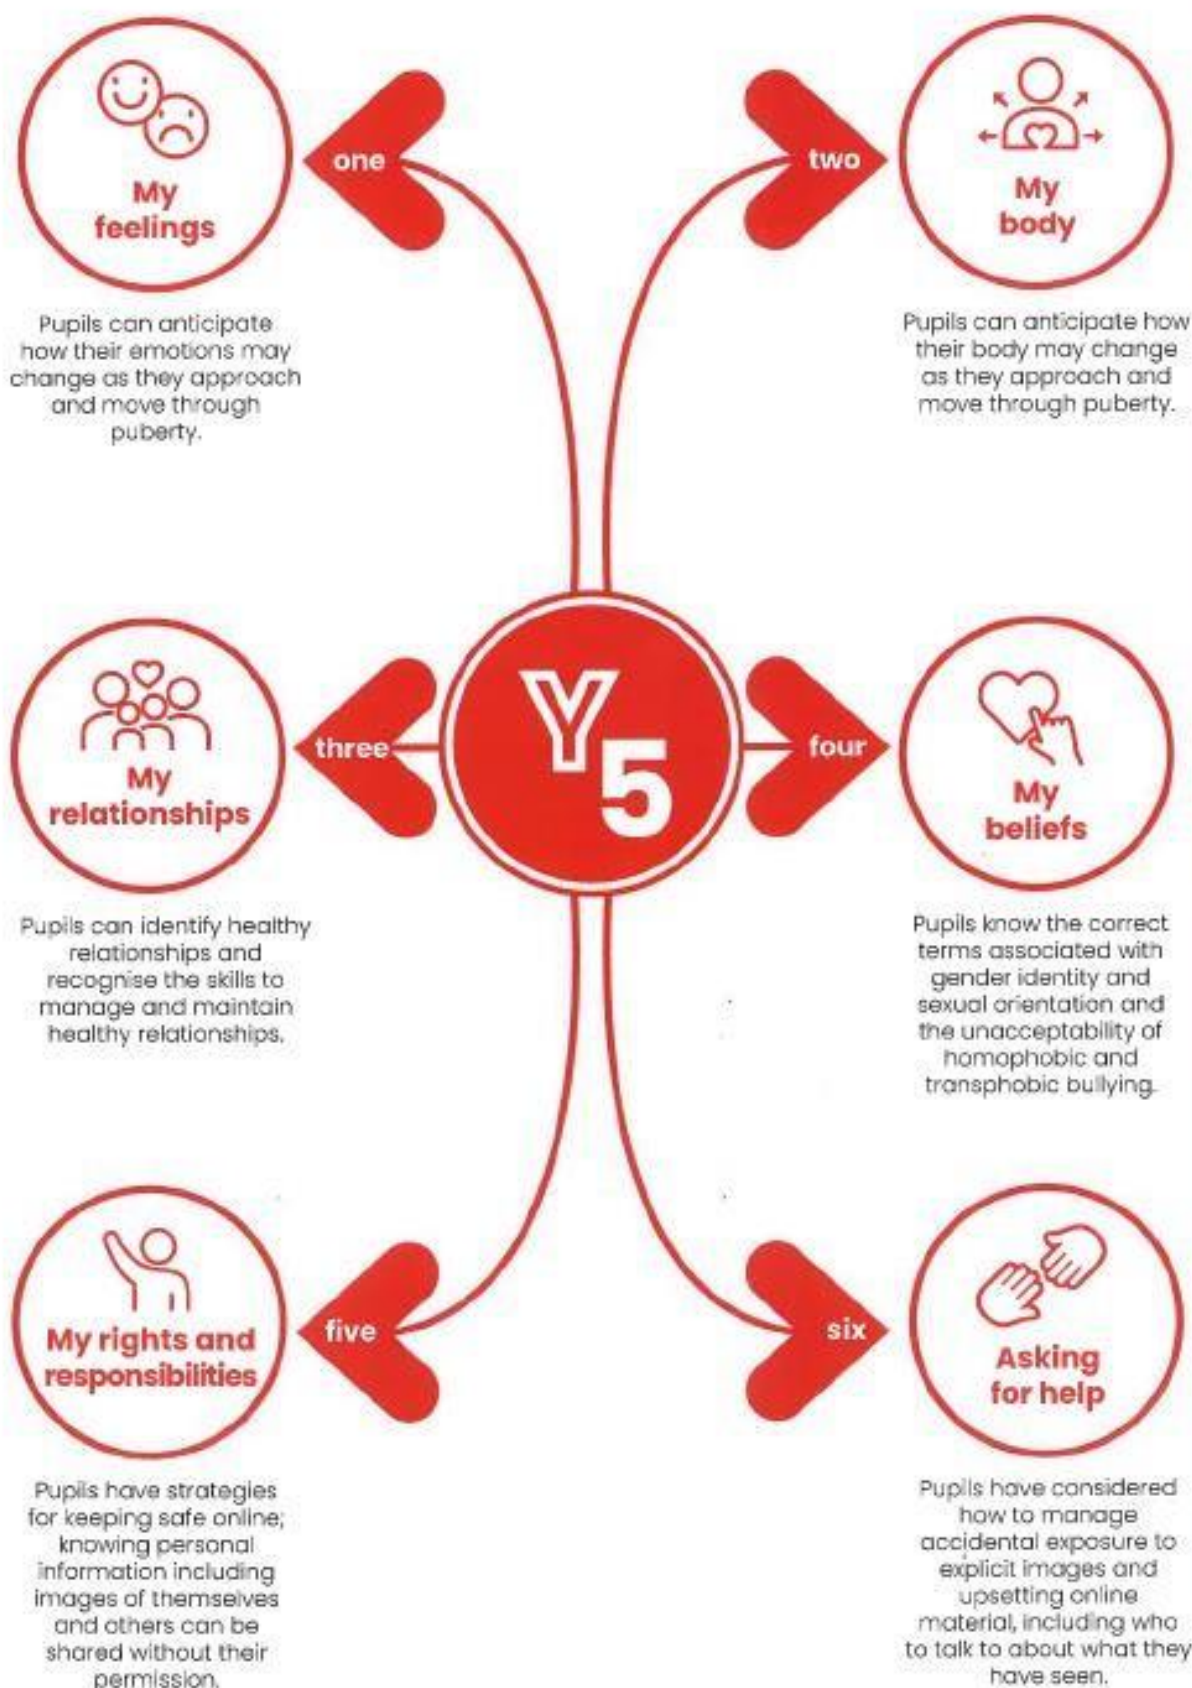 one
My
feelings
Pupils can anticipate
how their emotions may
change as they approach
and move through
puberty.
two
My
body
Pupils can anticipate how
their body may change
as they approach and
move through puberty.
Y5
three
My
relationships
Pupils can identify healthy
relationships and
recognise the skills to
manage and maintain
healthy relationships.
four
My
beliefs
Pupils know the correct
terms associated with
gender identity and
sexual orientation and
the unacceptability of
homophobic and
transphobic bullying.
five
My rights and
responsibilities
Pupils have strategies
for keeping safe online;
knowing personal
information including
images of themselves
and others can be
shared without their
permission.
six
Asking
for help
Pupils have considered
how to manage
accidental exposure to
explicit images and
upsetting online
material, including who
to talk to about what they
have seen.